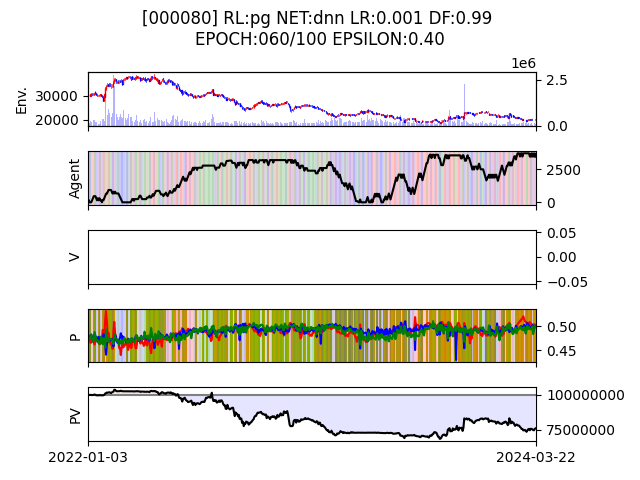 [000080] RL:pg NET:dnn LR:0.001 DF:0.99
EPOCH:060/100 EPSILON:0.40
1e6
Env.
30000
20000
2.5
0.0
Agent
2500
0
V
0.05
0.00
−0.05
P
0.50
0.45
PV
100000000
75000000
2022-01-03
2024-03-22